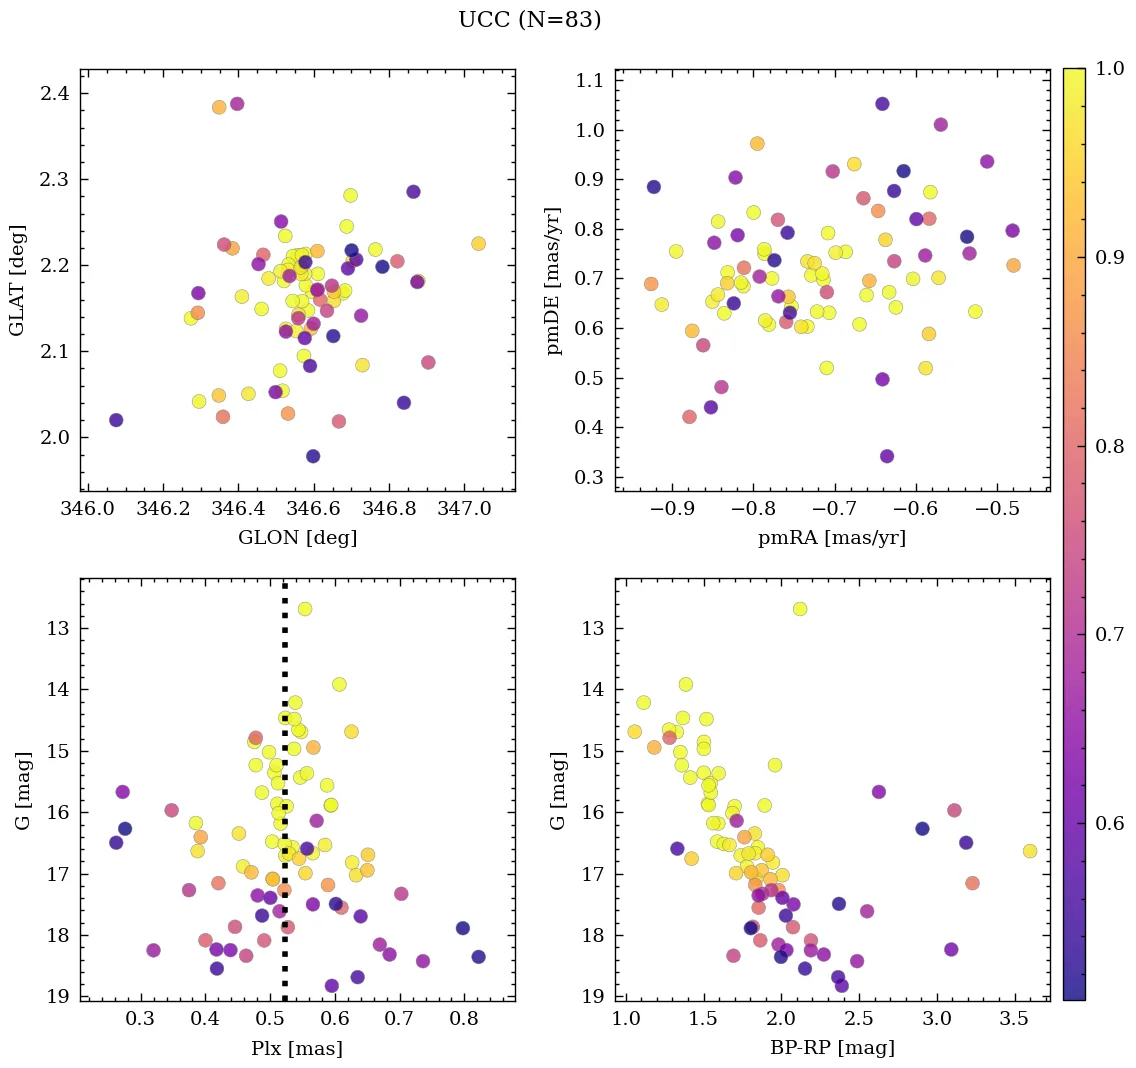 UCC (N=83)
2.4
2.3
2.2
2.1
2.0
GLAT [deg]
346.0 346.2 346.4 346.6 346.8 347.0
GLON [deg]
1.1
1.0
0.9
0.8
0.7
0.6
0.5
0.4
0.3
pmDE [mas/yr]
−0.9 −0.8 −0.7 −0.6 −0.5
pmRA [mas/yr]
13
14
15
16
17
18
19
G [mag]
0.3 0.4 0.5 0.6 0.7 0.8
Plx [mas]
13
14
15
16
17
18
19
G [mag]
1.0 1.5 2.0 2.5 3.0 3.5
BP-RP [mag]
1.0
0.9
0.8
0.7
0.6